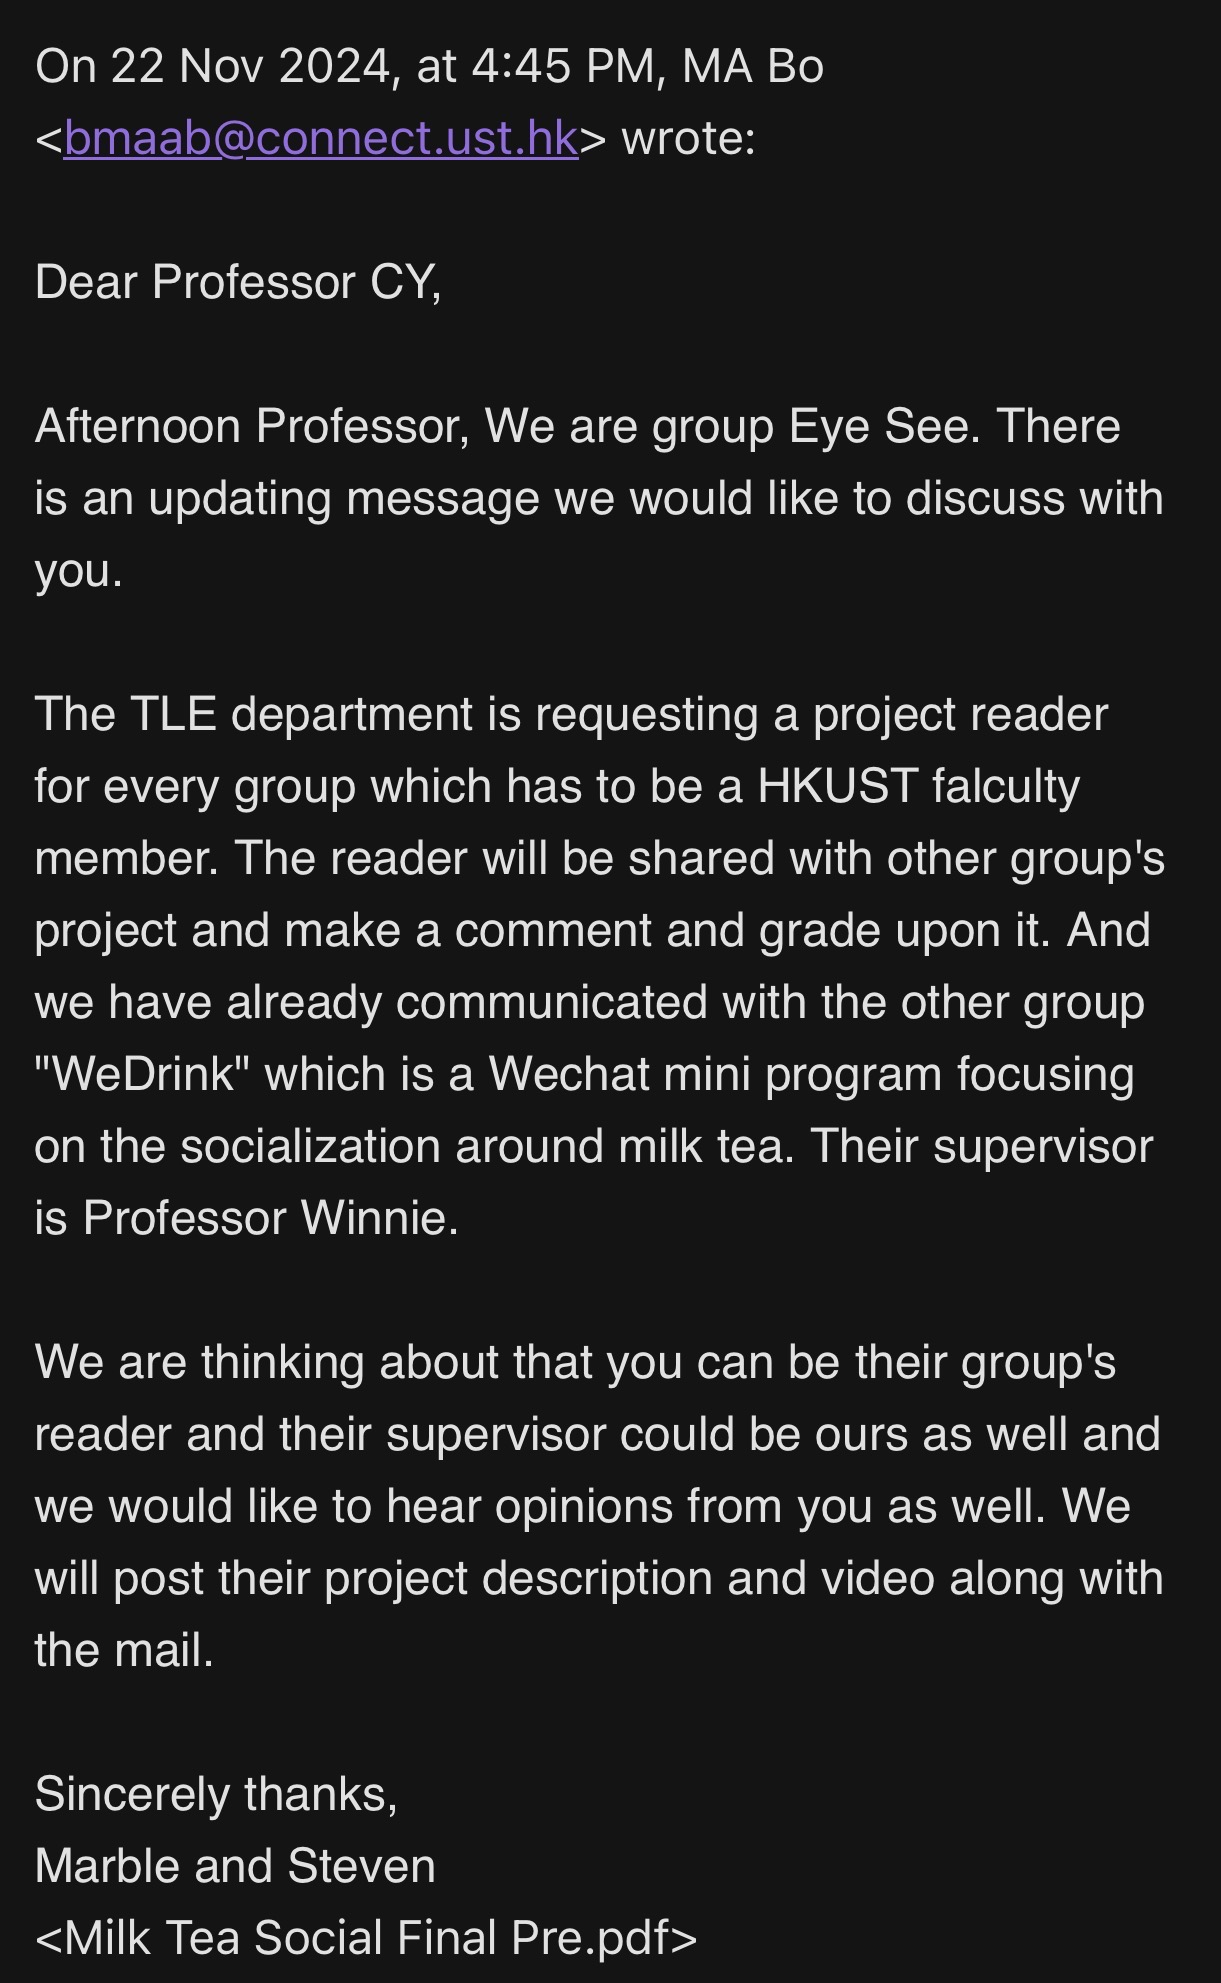 On 22 Nov 2024, at 4:45 PM, MA Bo
<bmaab@connect.ust.hk> wrote:
Dear Professor CY,
Afternoon Professor, We are group Eye See. There
is an updating message we would like to discuss with
you.
The TLE department is requesting a project reader
for every group which has to be a HKUST falculty
member. The reader will be shared with other group's
project and make a comment and grade upon it. And
we have already communicated with the other group
"WeDrink" which is a Wechat mini program focusing
on the socialization around milk tea. Their supervisor
is Professor Winnie.
We are thinking about that you can be their group's
reader and their supervisor could be ours as well and
we would like to hear opinions from you as well. We
will post their project description and video along with
the mail.
Sincerely thanks,
Marble and Steven
<Milk Tea Social Final Pre.pdf>